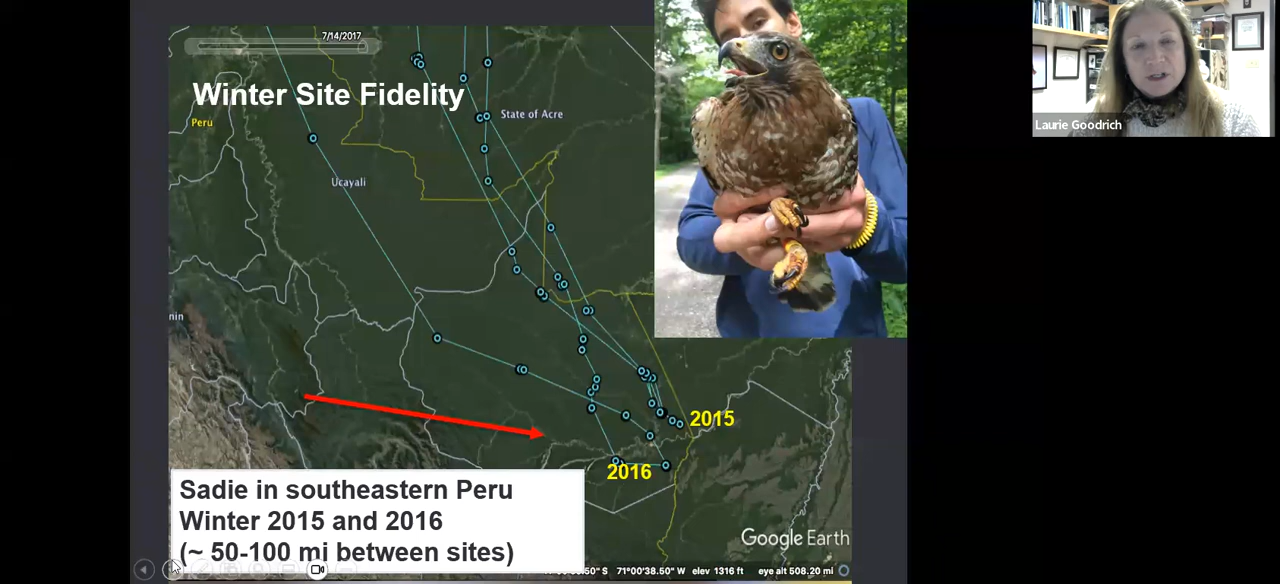 7/14/2017
Winter Site Fidelity
Peru
State of Acre
Ucayali
nin
2015
2016
Sadie in southeastern Peru
Winter 2015 and 2016
(~ 50-100 mi between sites)
Google Earth
71°00'38.50" W elev 1316 ft eye alt 508.20 mi
Laurie Goodrich